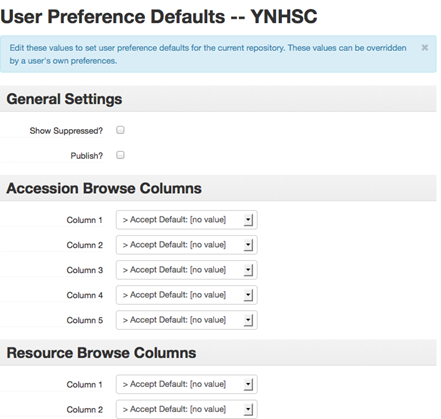 User Preference Defaults -- YNHSC
Edit these values to set user preference defaults for the current repository. These values can be overridden
by a user's own preferences.
×
General Settings
Show Suppressed?
Publish?
Accession Browse Columns
Column 1 > Accept Default: [no value]
Column 2 > Accept Default: [no value]
Column 3 > Accept Default: [no value]
Column 4 > Accept Default: [no value]
Column 5 > Accept Default: [no value]
Resource Browse Columns
Column 1 > Accept Default: [no value]
Column 2 > Accept Default: [no value]